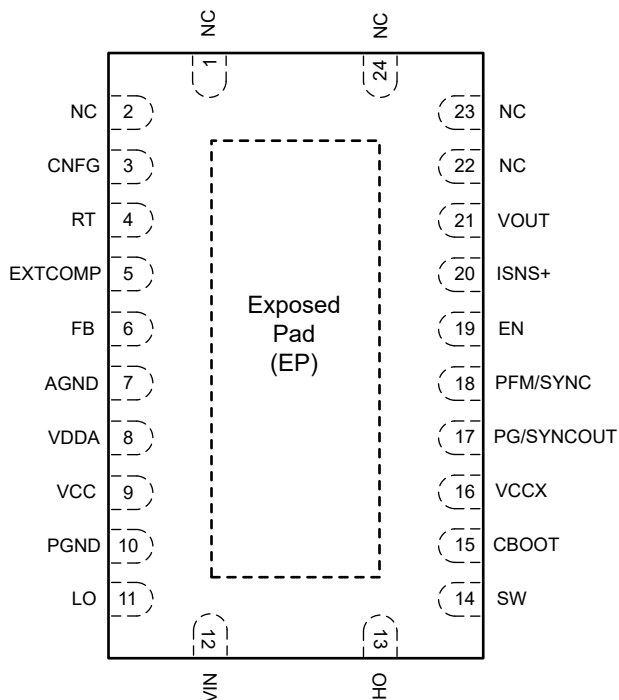 NC
NC
1
24
NC 2
23 NC
CNFG 3
22 NC
RT 4
21 VOUT
EXTCOMP 5
20 ISNS+
FB 6
Exposed
Pad
(EP)
19 EN
AGND 7
18 PFM/SYNC
VDDA 8
17 PG/SYNCOUT
VCC 9
16 VCCX
PGND 10
15 CBOOT
LO 11
14 SW
12
13
VIN
HO